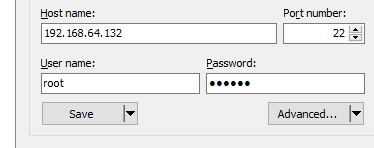 Host name: Port number:
192.168.64.132 22
User name: Password:
root ••••••
Save Advanced...